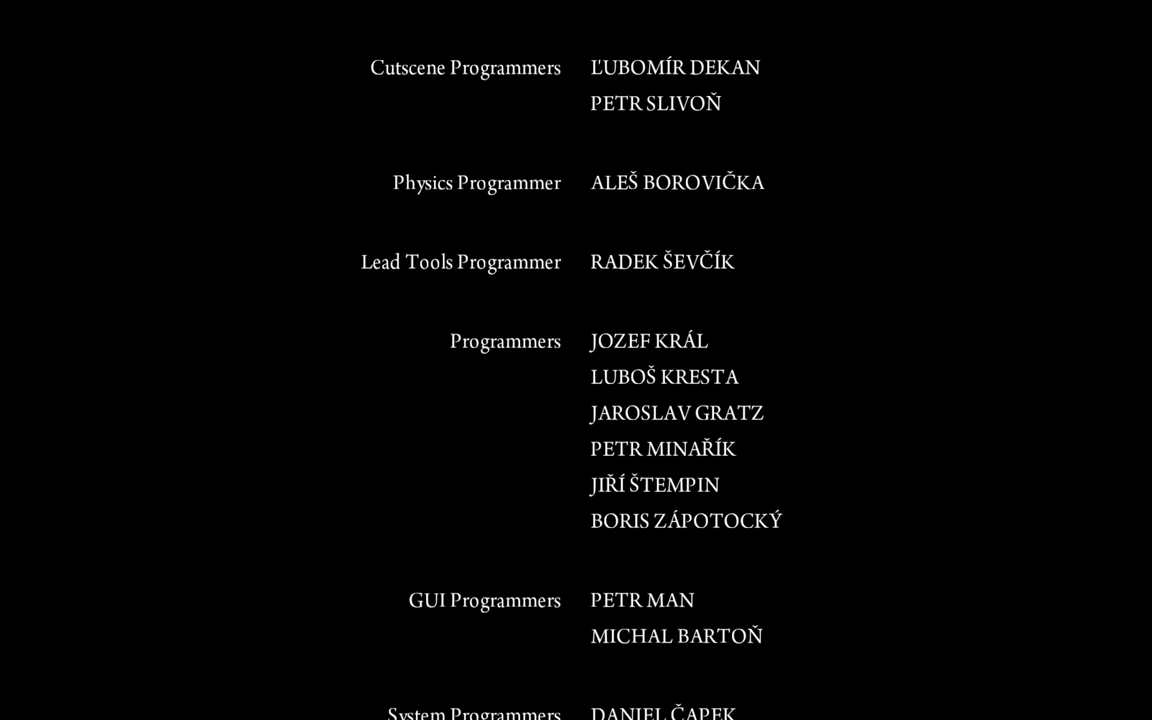 Cutscene Programmers ĽUBOMÍR DEKAN
PETR SLIVOŇ
Physics Programmer ALEŠ BOROVIČKA
Lead Tools Programmer RADEK ŠEVČÍK
Programmers JOZEF KRÁL
LUBOŠ KRESTA
JAROSLAV GRATZ
PETR MINAŘÍK
JIŘÍ ŠTEMPIN
BORIS ZÁPOTOCKÝ
GUI Programmers PETR MAN
MICHAL BARTOŇ
System Programmers DANIEL ČAPEK